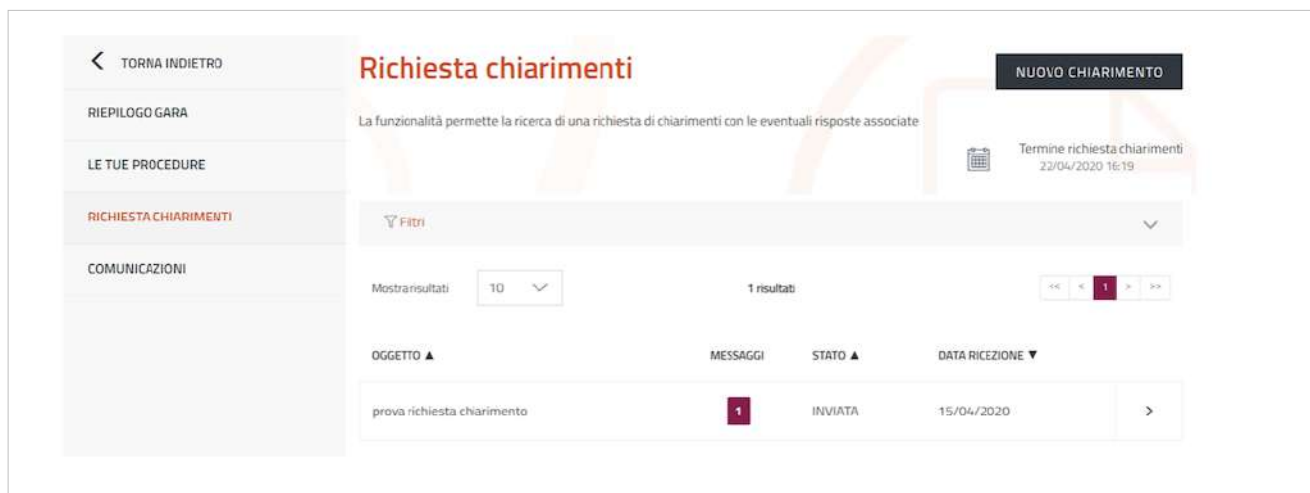 TORNA INDIETRO
RIEPILOGO GARA
LE TUE PROCEDURE
RICHIESTA CHIARIMENTI
COMUNICAZIONI
Richiesta chiarimenti
NUOVO CHIARIMENTO
La funzionalità permette la ricerca di una richiesta di chiarimenti con le eventuali risposte associate
Termine richiesta chiarimenti
22/04/2020 16:19
Filtri
Mostra risultati 10 1 risultati << < 1 > >>
OGGETTO ▲ MESSAGGI STATO ▲ DATA RICEZIONE ▼
prova richiesta chiarimento 1 INVIATA 15/04/2020 >